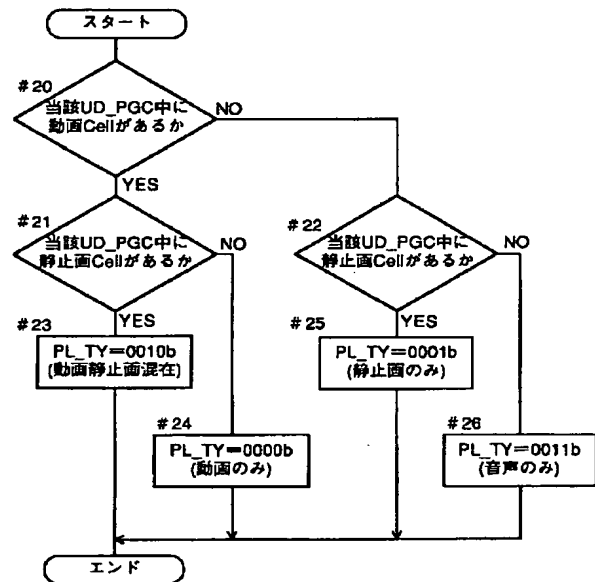 スタート
#20
当該UD_PGC中に
動画Cellがあるか
NO
YES
#21
当該UD_PGC中に
静止画Cellがあるか
NO
YES
#22
当該UD_PGC中に
静止画Cellがあるか
NO
YES
#23
PL_TY=0010b
(動画静止画混在)
#24
PL_TY=0000b
(動画のみ)
#25
PL_TY=0001b
(静止画のみ)
#26
PL_TY=0011b
(音声のみ)
エンド